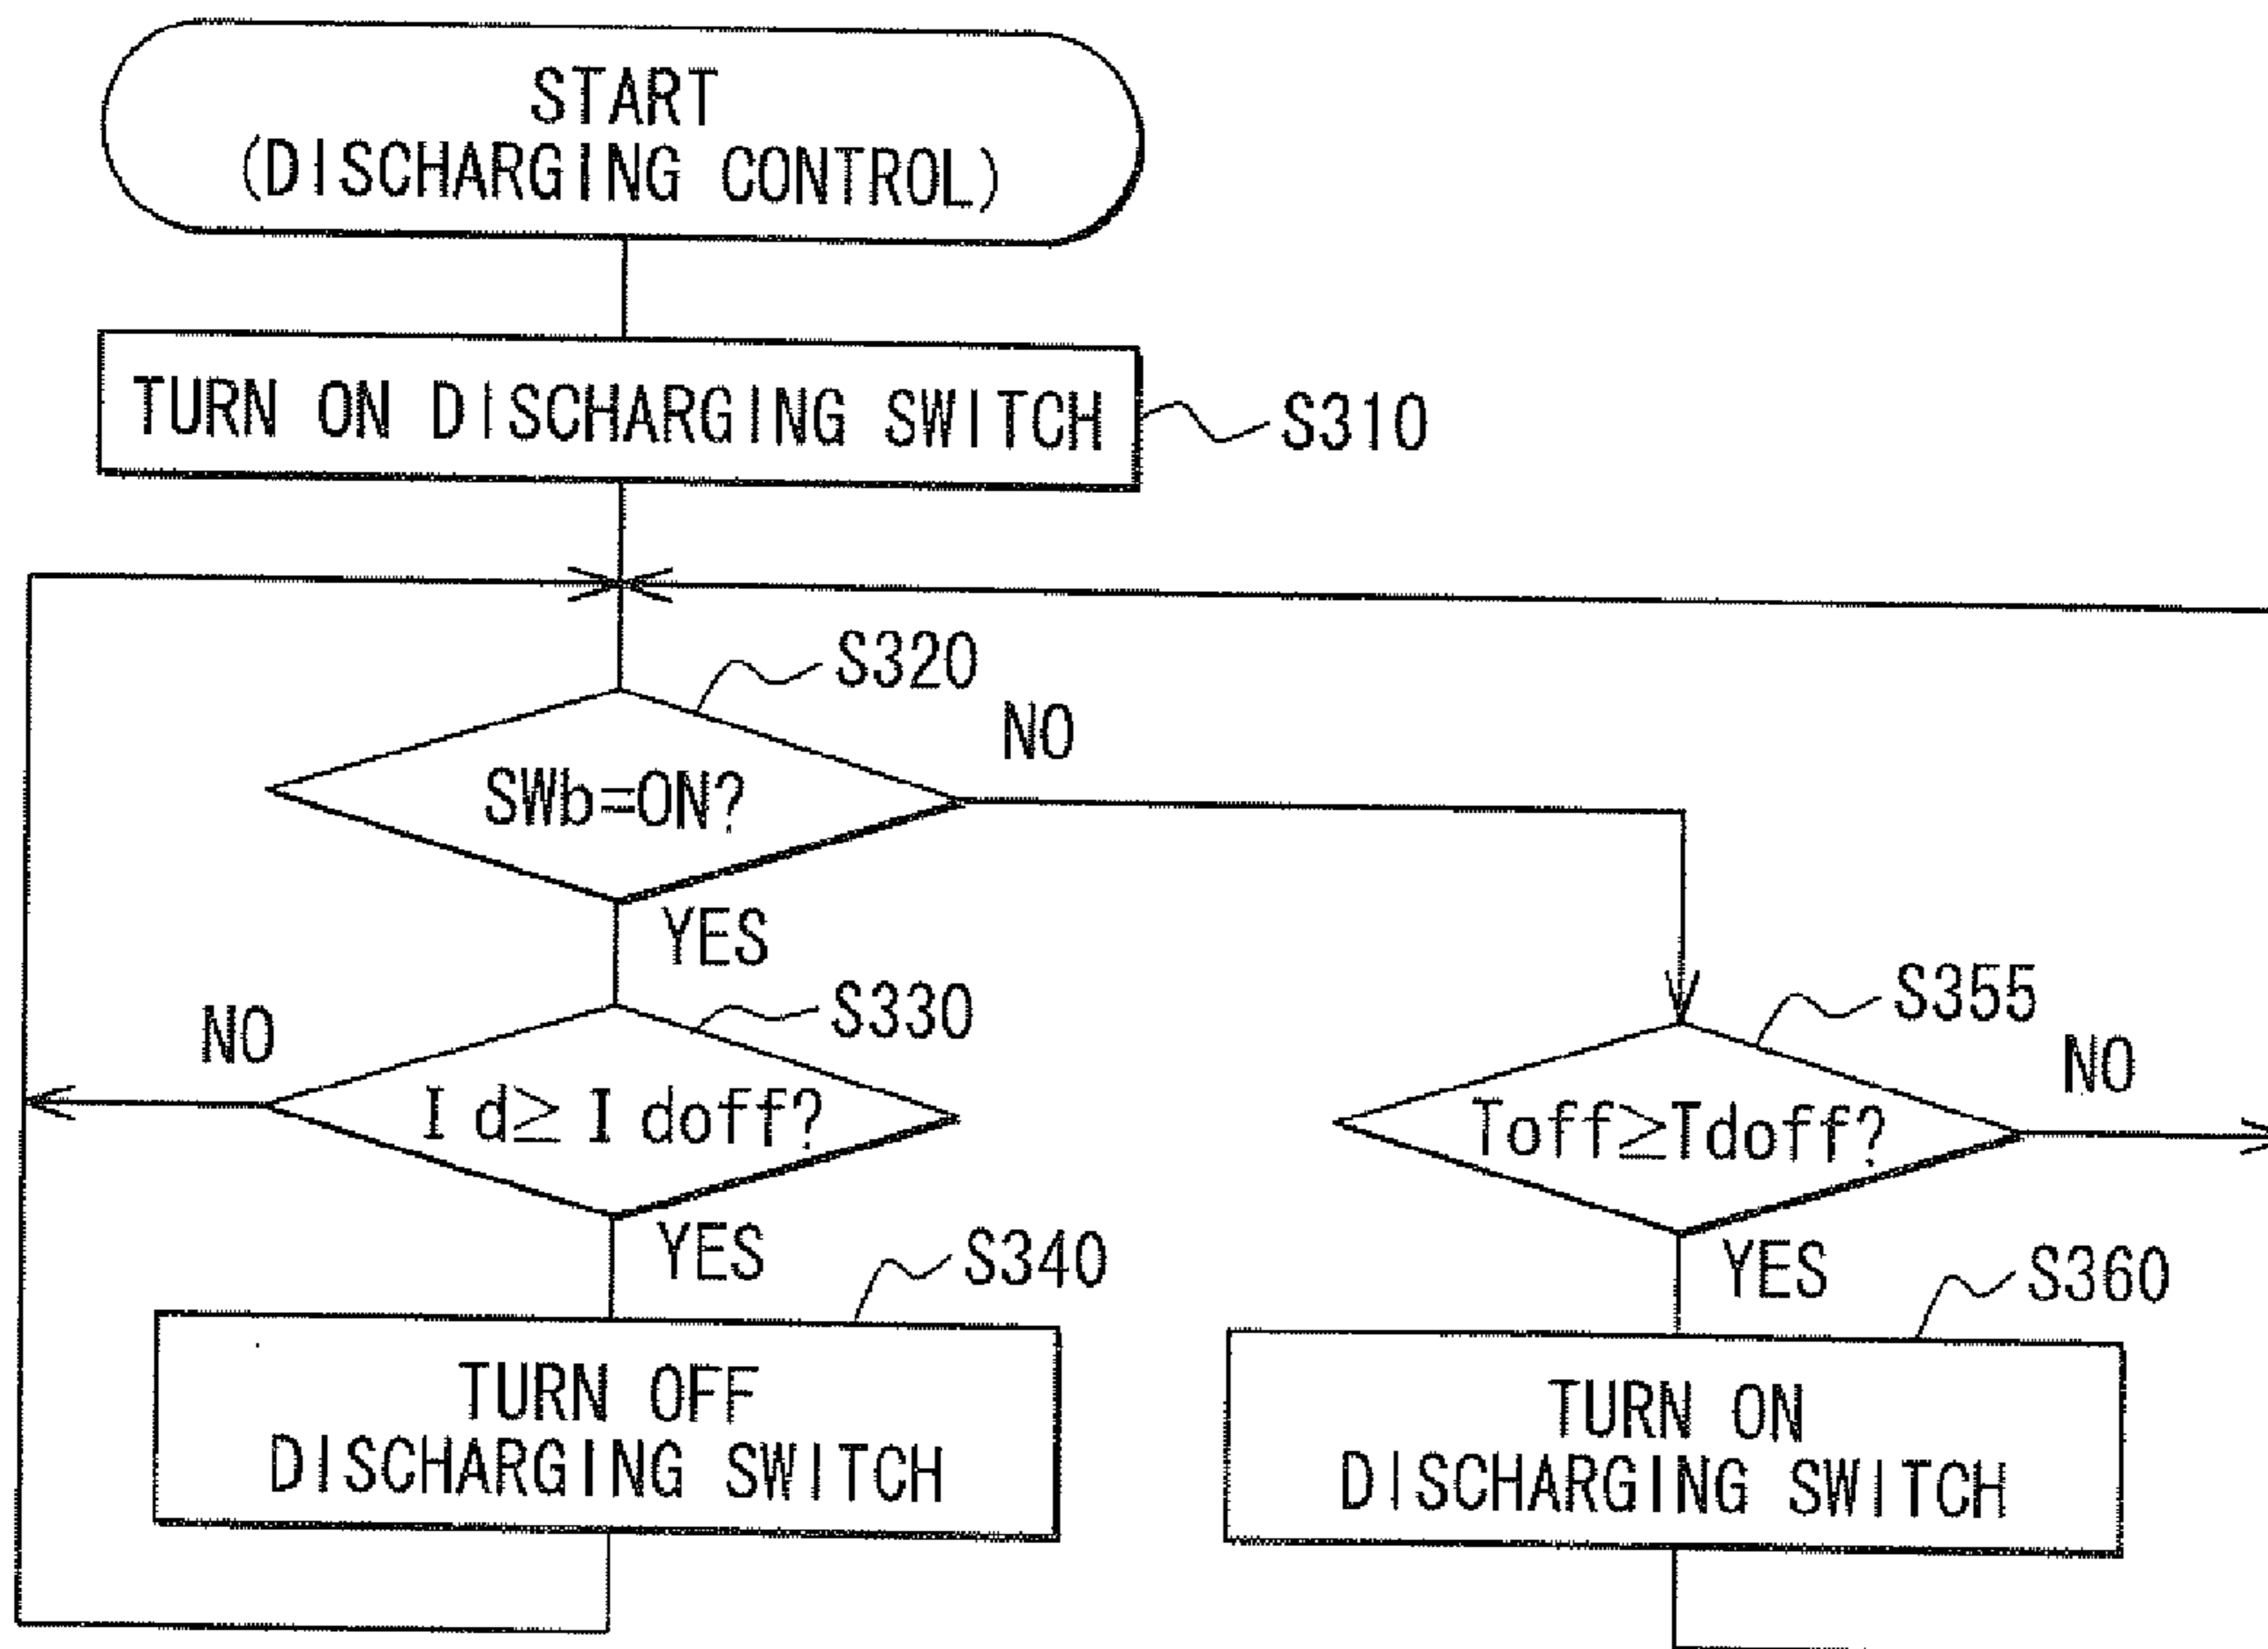 START
(DISCHARGING CONTROL)
TURN ON DISCHARGING SWITCH
S310
S320
NO
SWb=ON?
YES
S330
NO
Id≥Idoff?
YES
S340
TURN OFF
DISCHARGING SWITCH
S355
NO
Toff≥Tdoff?
YES
S360
TURN ON
DISCHARGING SWITCH